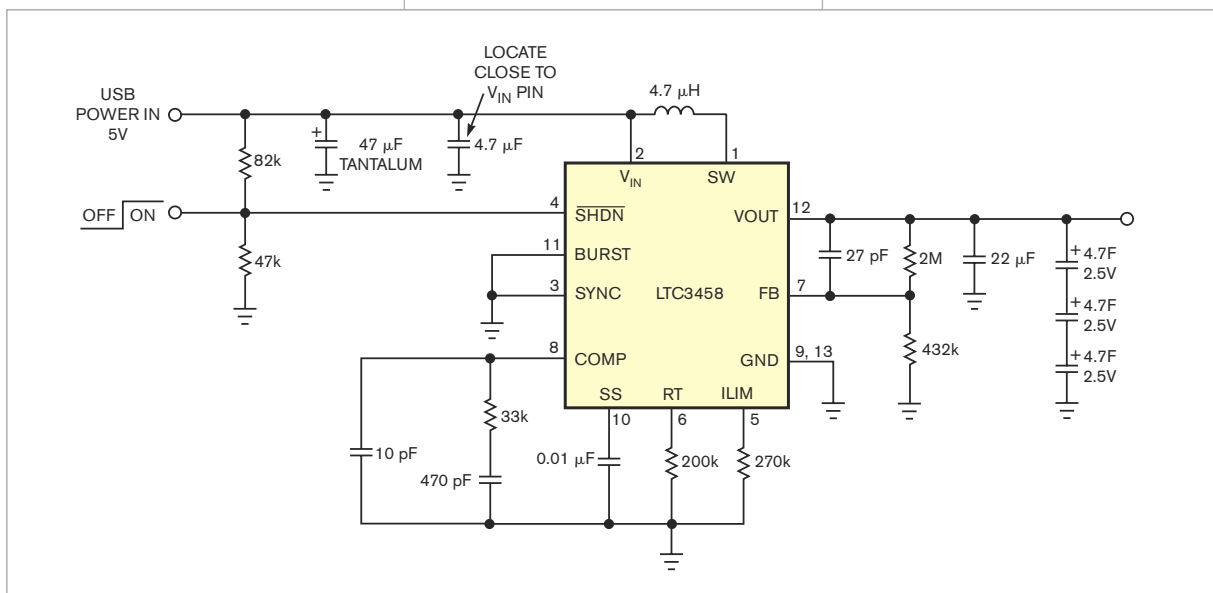 LOCATE
CLOSE TO
V_IN PIN
USB
POWER IN
5V
4.7 μH
+
47 μF
TANTALUM
4.7 μF
82k
2
1
V_IN
SW
OFF ON
4
SHDN
VOUT
12
11
BURST
27 pF
2M
22 μF
+4.7F
2.5V
47k
3
SYNC
LTC3458
FB
7
+4.7F
2.5V
8
COMP
GND
9, 13
432k
+4.7F
2.5V
SS
RT
ILIM
10
6
5
33k
10 pF
470 pF
0.01 μF
200k
270k